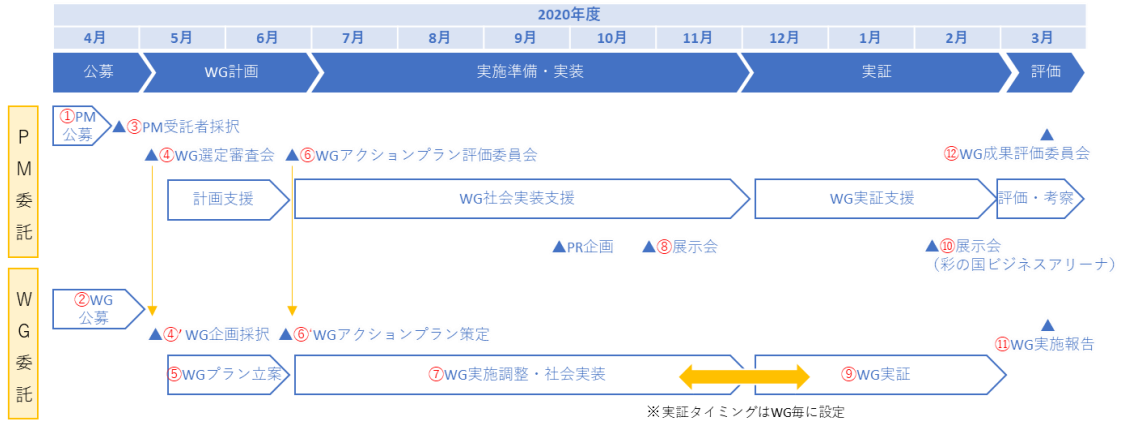 2020年度
4月 5月 6月 7月 8月 9月 10月 11月 12月 1月 2月 3月
公募 WG計画 実施準備・実装 実証 評価
PM委託
①PM
公募
▲③PM受託者採択
▲④WG選定審査会 ▲⑥WGアクションプラン評価委員会
▲
⑫WG成果評価委員会
計画支援 WG社会実装支援 WG実証支援 評価・考察
▲PR企画 ▲⑧展示会 ▲⑩展示会
（彩の国ビジネスアリーナ）
WG委託
②WG
公募
▲④’WG企画採択 ▲⑥’WGアクションプラン策定
▲
⑪WG実施報告
⑤WGプラン立案 ⑦WG実施調整・社会実装 ⑨WG実証
※実証タイミングはWG毎に設定